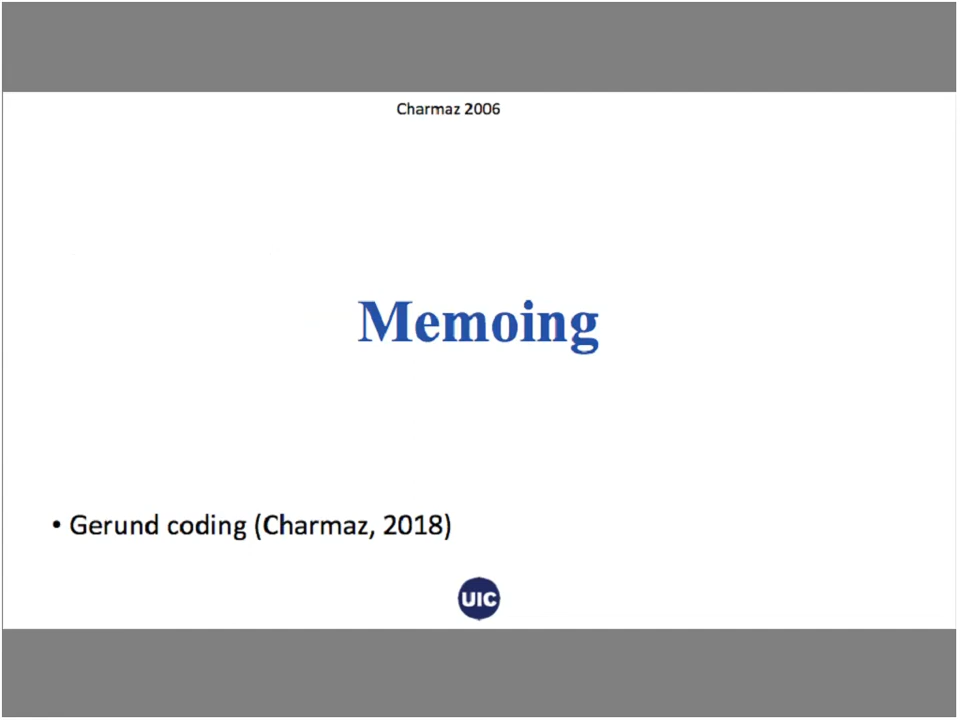 Charmaz 2006
Memoing
• Gerund coding (Charmaz, 2018)
UIC